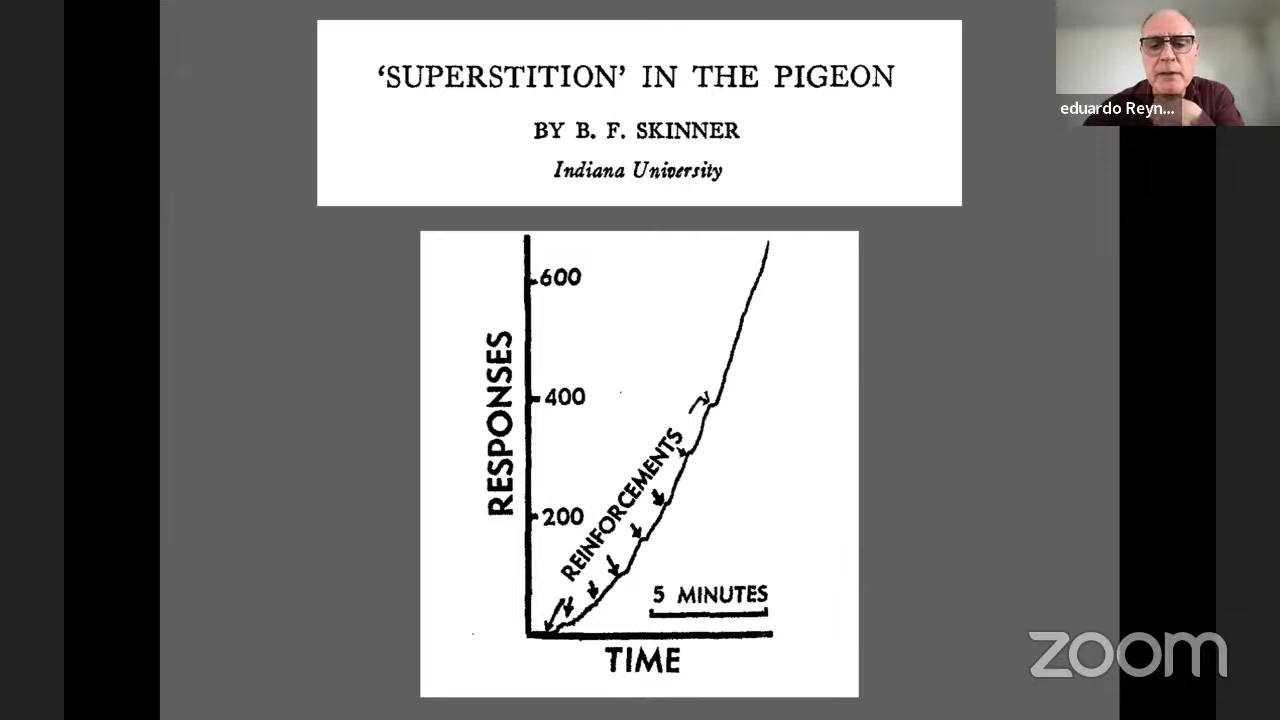 ‘SUPERSTITION’ IN THE PIGEON
BY B. F. SKINNER
Indiana University
eduardo Reyn...
600
400
200
RESPONSES
REINFORCEMENTS
5 MINUTES
TIME
zoom